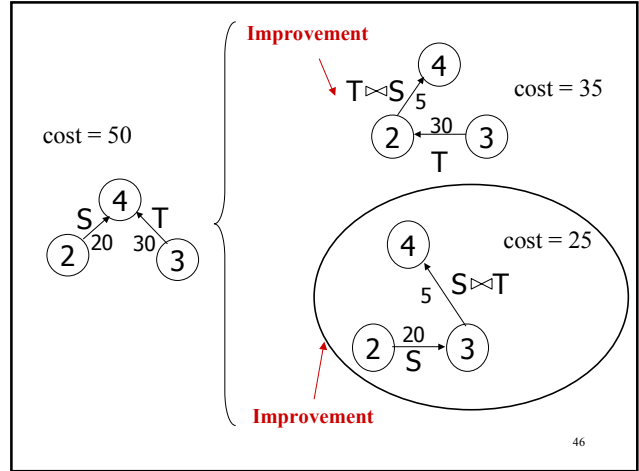 cost = 50
4
S
T
20
30
2
3
Improvement
4
T⋈S
5
cost = 35
2
30
3
T
4
cost = 25
5
S⋈T
2
20
3
S
Improvement
46